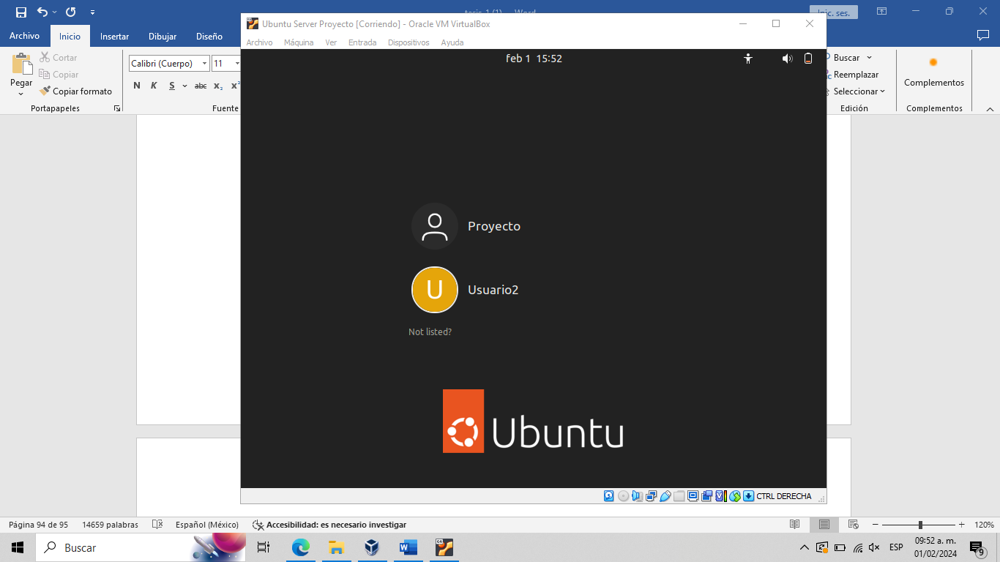 tesis 1 (1) - Word
Inic. ses.
Archivo Inicio Insertar Dibujar Diseño
Pegar
Cortar
Copiar
Copiar formato
Portapapeles
Calibri (Cuerpo) 11
N K S abc x₂ x²
Fuente
Buscar
Reemplazar
Seleccionar
Edición
Complementos
Complementos
64
Ubuntu Server Proyecto [Corriendo] - Oracle VM VirtualBox
Archivo Máquina Ver Entrada Dispositivos Ayuda
feb 1 15:52
Proyecto
U
Usuario2
Not listed?
Ubuntu
CTRL DERECHA
Página 94 de 95 14659 palabras Español (México) Accesibilidad: es necesario investigar 120%
Buscar
ESP
09:52 a. m.
01/02/2024
9